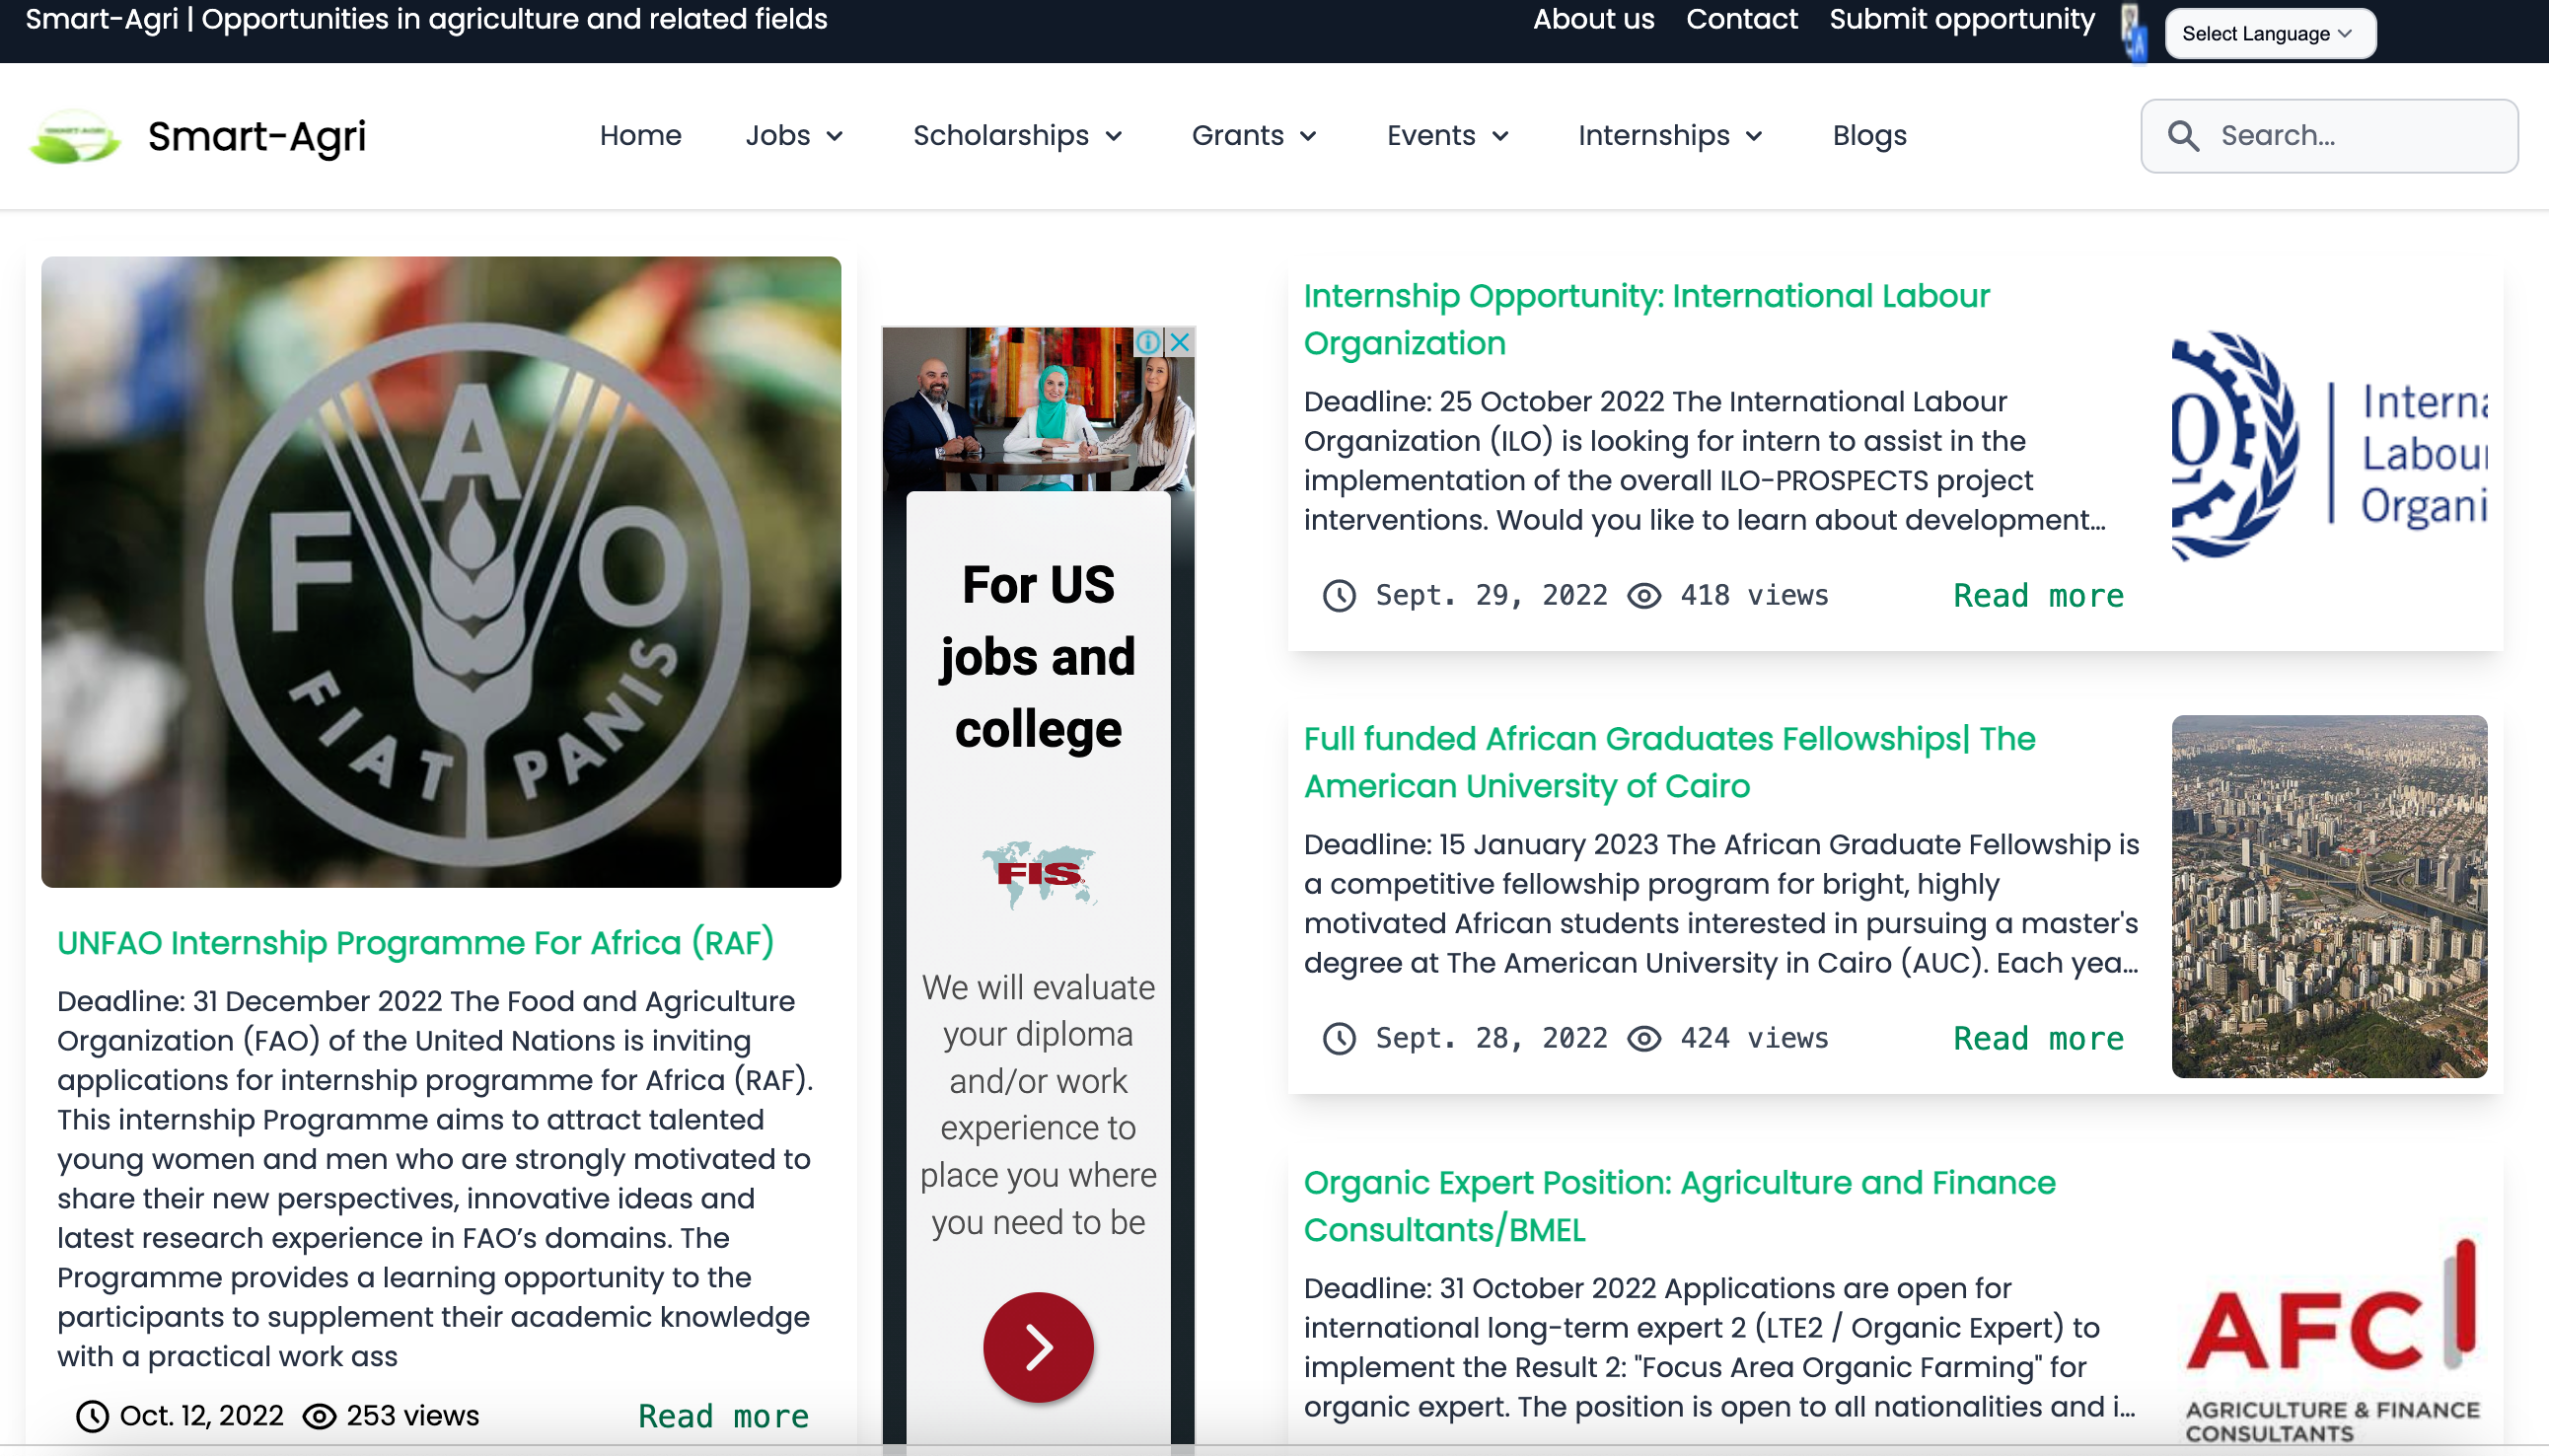 Smart-Agri | Opportunities in agriculture and related fields
About us
Contact
Submit opportunity
Select Language
Smart-Agri
Home
Jobs
Scholarships
Grants
Events
Internships
Blogs
Search...
FAO
FIAT PANIS
UNFAO Internship Programme For Africa (RAF)
Deadline: 31 December 2022 The Food and Agriculture
Organization (FAO) of the United Nations is inviting
applications for internship programme for Africa (RAF).
This internship Programme aims to attract talented
young women and men who are strongly motivated to
share their new perspectives, innovative ideas and
latest research experience in FAO’s domains. The
Programme provides a learning opportunity to the
participants to supplement their academic knowledge
with a practical work ass
Oct. 12, 2022
253 views
Read more
For US
jobs and
college
FIS
We will evaluate
your diploma
and/or work
experience to
place you where
you need to be
Internship Opportunity: International Labour
Organization
Deadline: 25 October 2022 The International Labour
Organization (ILO) is looking for intern to assist in the
implementation of the overall ILO-PROSPECTS project
interventions. Would you like to learn about development...
Sept. 29, 2022
418 views
Read more
Interna
Labour
Organi
Full funded African Graduates Fellowships| The
American University of Cairo
Deadline: 15 January 2023 The African Graduate Fellowship is
a competitive fellowship program for bright, highly
motivated African students interested in pursuing a master's
degree at The American University in Cairo (AUC). Each yea...
Sept. 28, 2022
424 views
Read more
Organic Expert Position: Agriculture and Finance
Consultants/BMEL
Deadline: 31 October 2022 Applications are open for
international long-term expert 2 (LTE2 / Organic Expert) to
implement the Result 2: "Focus Area Organic Farming" for
organic expert. The position is open to all nationalities and i...
AFC
AGRICULTURE & FINANCE
CONSULTANTS